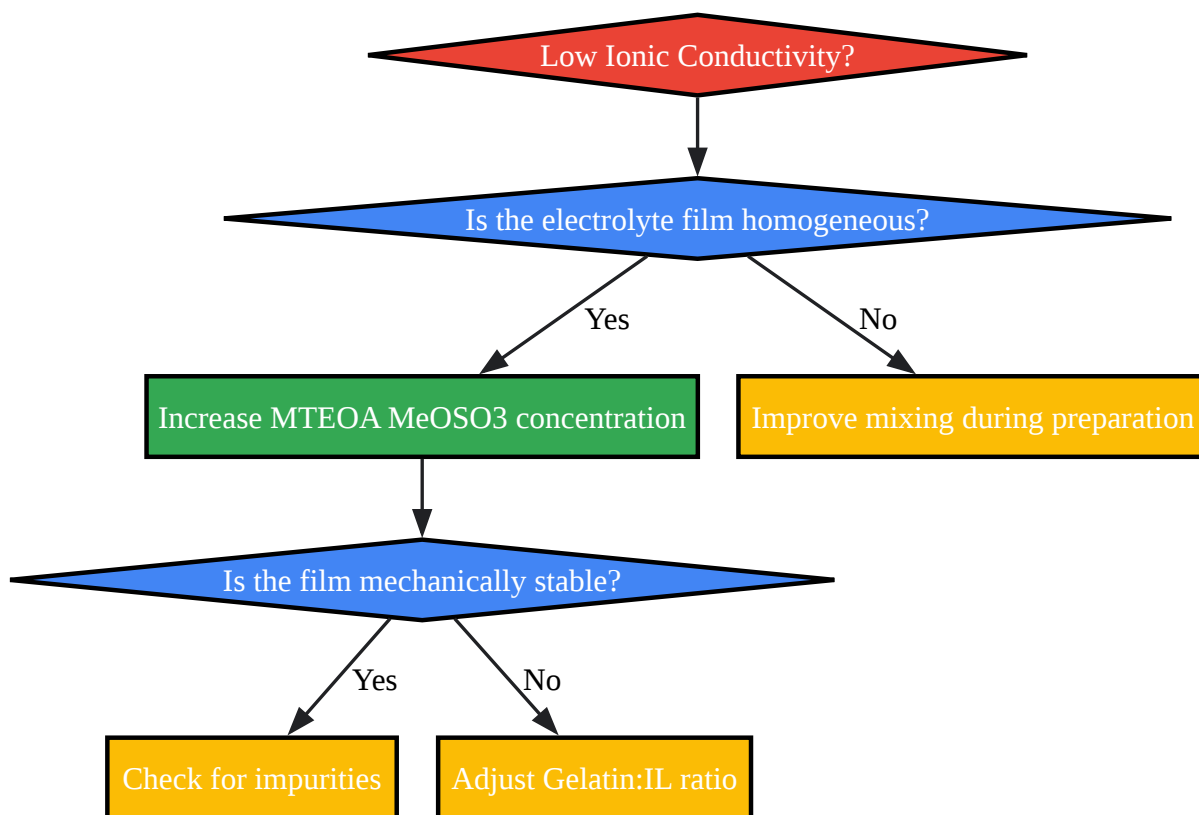 Low Ionic Conductivity?
Is the electrolyte film homogeneous?
Yes
No
Increase MTEOA MeOSO3 concentration
Improve mixing during preparation
Is the film mechanically stable?
Yes
No
Check for impurities
Adjust Gelatin:IL ratio